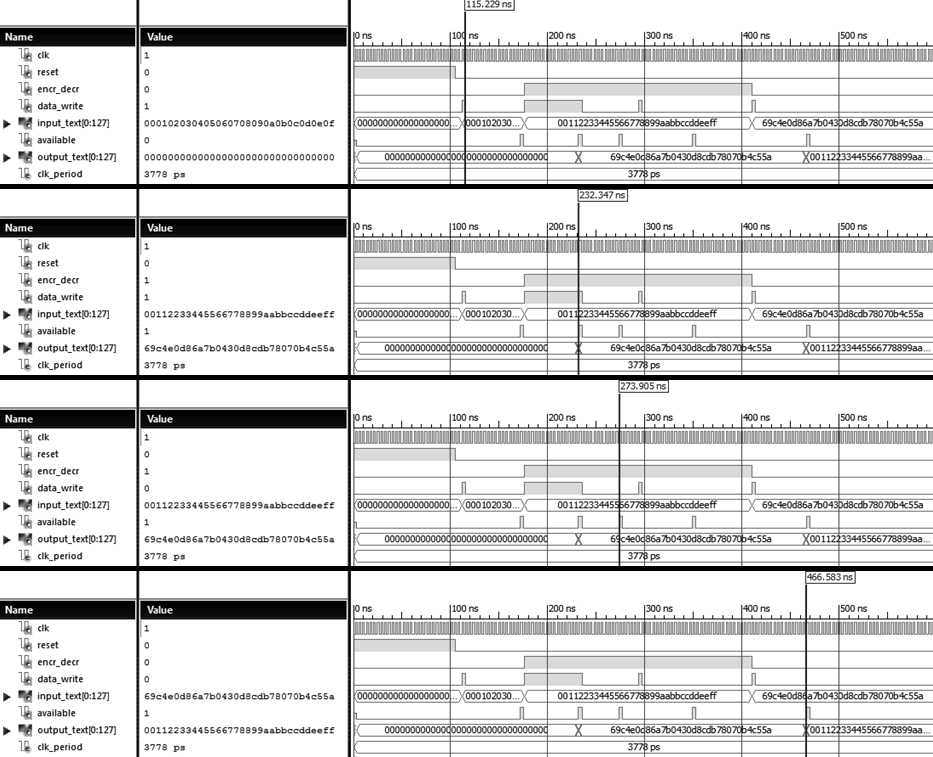 115.229 ns
Name Value 0 ns 100 ns 200 ns 300 ns 400 ns 500 ns
clk 1
reset 0
encr_decr 0
data_write 1
input_text[0:127] 000102030405060708090a0b0c0d0e0f 0000000000000000... 000102030... 00112233445566778899aabbccddeeff 69c4e0d86a7b0430d8cdb78070b4c55a
available 0
output_text[0:127] 00000000000000000000000000000000 00000000000000000000000000000000 69c4e0d86a7b0430d8cdb78070b4c55a 00112233445566778899aa...
clk_period 3778 ps 3778 ps
232.347 ns
Name Value 0 ns 100 ns 200 ns 300 ns 400 ns 500 ns
clk 1
reset 0
encr_decr 1
data_write 1
input_text[0:127] 00112233445566778899aabbccddeeff 0000000000000000... 000102030... 00112233445566778899aabbccddeeff 69c4e0d86a7b0430d8cdb78070b4c55a
available 1
output_text[0:127] 69c4e0d86a7b0430d8cdb78070b4c55a 00000000000000000000000000000000 69c4e0d86a7b0430d8cdb78070b4c55a 00112233445566778899aa...
clk_period 3778 ps 3778 ps
273.905 ns
Name Value 0 ns 100 ns 200 ns 300 ns 400 ns 500 ns
clk 1
reset 0
encr_decr 1
data_write 0
input_text[0:127] 00112233445566778899aabbccddeeff 0000000000000000... 000102030... 00112233445566778899aabbccddeeff 69c4e0d86a7b0430d8cdb78070b4c55a
available 1
output_text[0:127] 69c4e0d86a7b0430d8cdb78070b4c55a 00000000000000000000000000000000 69c4e0d86a7b0430d8cdb78070b4c55a 00112233445566778899aa...
clk_period 3778 ps 3778 ps
466.583 ns
Name Value 0 ns 100 ns 200 ns 300 ns 400 ns 500 ns
clk 1
reset 0
encr_decr 0
data_write 0
input_text[0:127] 69c4e0d86a7b0430d8cdb78070b4c55a 0000000000000000... 000102030... 00112233445566778899aabbccddeeff 69c4e0d86a7b0430d8cdb78070b4c55a
available 1
output_text[0:127] 00112233445566778899aabbccddeeff 00000000000000000000000000000000 69c4e0d86a7b0430d8cdb78070b4c55a 00112233445566778899aa...
clk_period 3778 ps 3778 ps